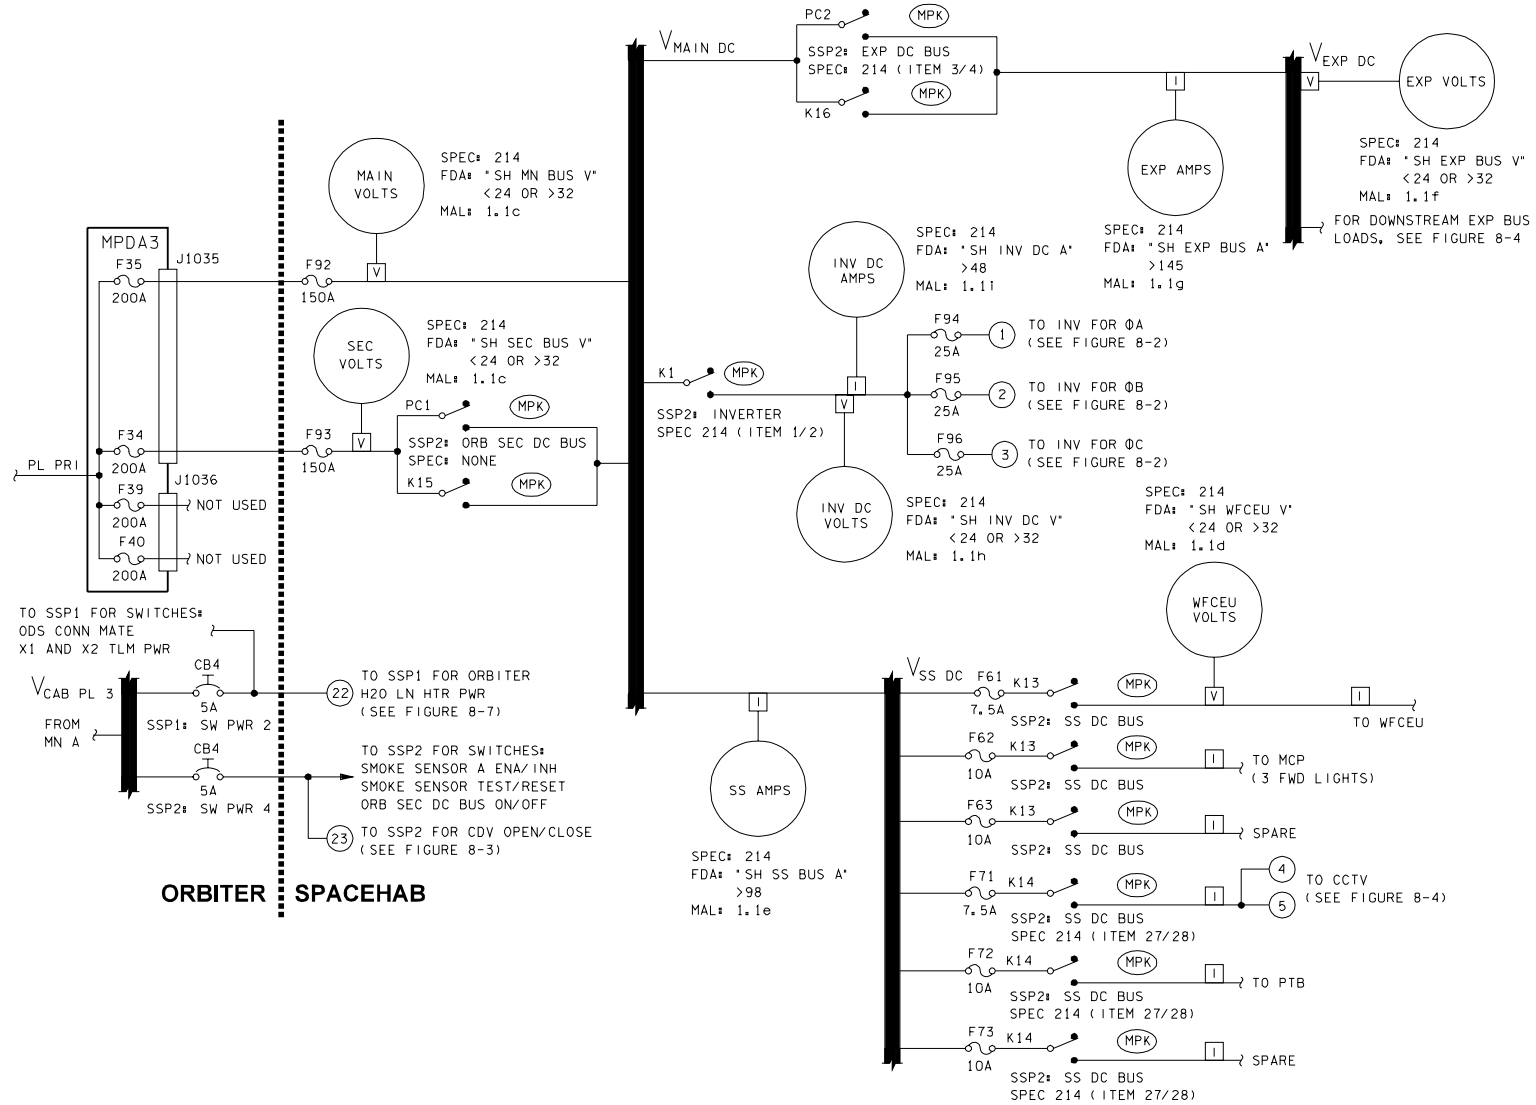 PC2
MPK
V MAIN DC
SSP2: EXP DC BUS
SPEC: 214 (ITEM 3/4)
MPK
K16
V EXP DC
I
V
EXP VOLTS
EXP AMPS
SPEC: 214
FDA: "SH EXP BUS V"
<24 OR >32
MAL: 1.1f
FOR DOWNSTREAM EXP BUS
LOADS, SEE FIGURE 8-4
SPEC: 214
FDA: "SH EXP BUS A"
>145
MAL: 1.1g
MAIN
VOLTS
SPEC: 214
FDA: "SH MN BUS V"
<24 OR >32
MAL: 1.1c
V
MPDA3
J1035
F35
200A
F92
150A
SEC
VOLTS
SPEC: 214
FDA: "SH SEC BUS V"
<24 OR >32
MAL: 1.1c
PC1
MPK
V
F34
200A
F93
150A
SSP2: ORB SEC DC BUS
SPEC: NONE
K15
MPK
PL PRI
J1036
F39
200A
NOT USED
F40
200A
NOT USED
INV DC
AMPS
SPEC: 214
FDA: "SH INV DC A"
>48
MAL: 1.1i
K1
MPK
I
V
SSP2: INVERTER
SPEC 214 (ITEM 1/2)
F94
25A
1
TO INV FOR ΦA
(SEE FIGURE 8-2)
F95
25A
2
TO INV FOR ΦB
(SEE FIGURE 8-2)
F96
25A
3
TO INV FOR ΦC
(SEE FIGURE 8-2)
INV DC
VOLTS
SPEC: 214
FDA: "SH INV DC V"
<24 OR >32
MAL: 1.1h
SPEC: 214
FDA: "SH WFCEU V"
<24 OR >32
MAL: 1.1d
WFCEU
VOLTS
TO SSP1 FOR SWITCHES:
ODS CONN MATE
X1 AND X2 TLM PWR
V CAB PL 3
CB4
5A
SSP1: SW PWR 2
22
TO SSP1 FOR ORBITER
H2O LN HTR PWR
(SEE FIGURE 8-7)
FROM
MN A
CB4
5A
SSP2: SW PWR 4
TO SSP2 FOR SWITCHES:
SMOKE SENSOR A ENA/INH
SMOKE SENSOR TEST/RESET
ORB SEC DC BUS ON/OFF
23
TO SSP2 FOR CDV OPEN/CLOSE
(SEE FIGURE 8-3)
ORBITER
SPACEHAB
I
SS AMPS
SPEC: 214
FDA: "SH SS BUS A"
>98
MAL: 1.1e
V SS DC
F61
7.5A
K13
MPK
V
I
SSP2: SS DC BUS
TO WFCEU
F62
10A
K13
MPK
I
SSP2: SS DC BUS
TO MCP
(3 FWD LIGHTS)
F63
10A
K13
MPK
I
SSP2: SS DC BUS
SPARE
F71
7.5A
K14
MPK
I
SSP2: SS DC BUS
SPEC 214 (ITEM 27/28)
4
5
TO CCTV
(SEE FIGURE 8-4)
F72
10A
K14
MPK
I
SSP2: SS DC BUS
SPEC 214 (ITEM 27/28)
TO PTB
F73
10A
K14
MPK
I
SSP2: SS DC BUS
SPEC 214 (ITEM 27/28)
SPARE